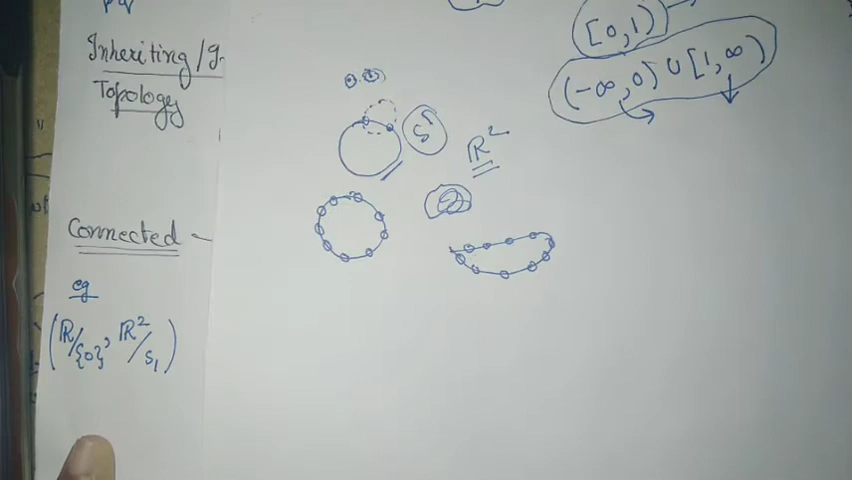 Inheriting /
Topology
Connected –
eg
(ℝ/{0}, ℝ²/S₁)
S¹
ℝ²
[0,1)
(-∞,0) ∪ [1,∞)